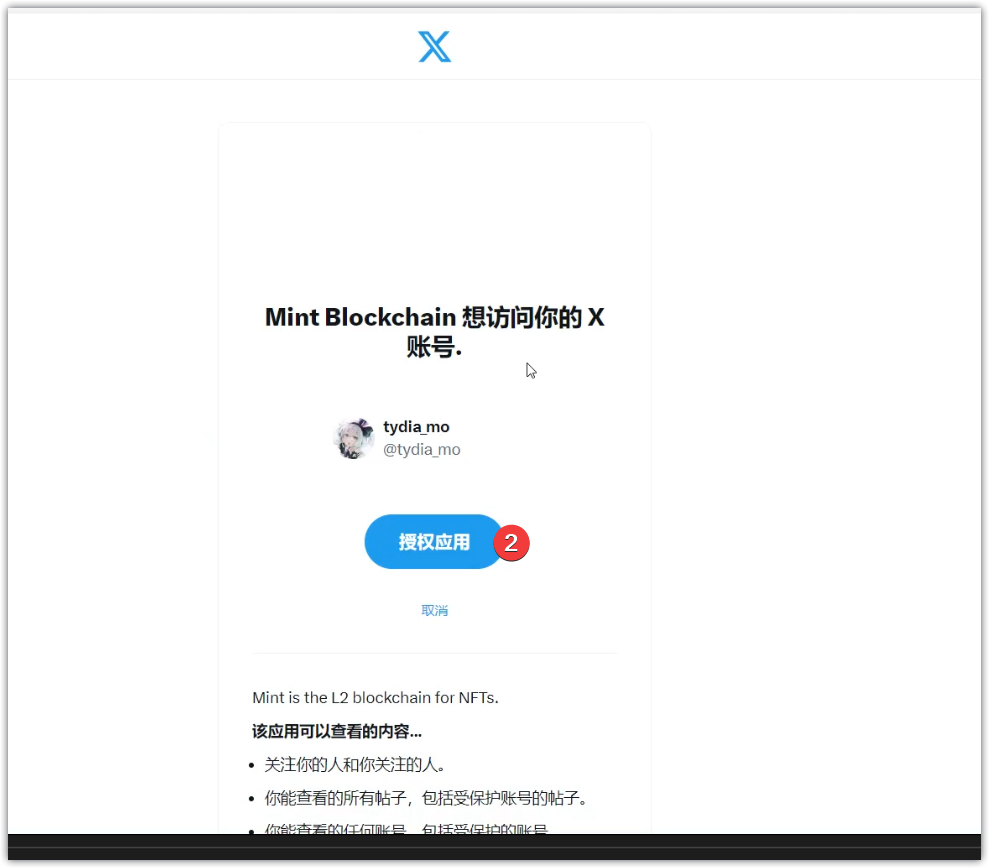 Mint Blockchain 想访问你的 X
账号.
tydia_mo
@tydia_mo
授权应用
2
取消
Mint is the L2 blockchain for NFTs.
该应用可以查看的内容...
• 关注你的人和你关注的人。
• 你能查看的所有帖子，包括受保护账号的帖子。
• 你能查看的任何账号，包括受保护的账号